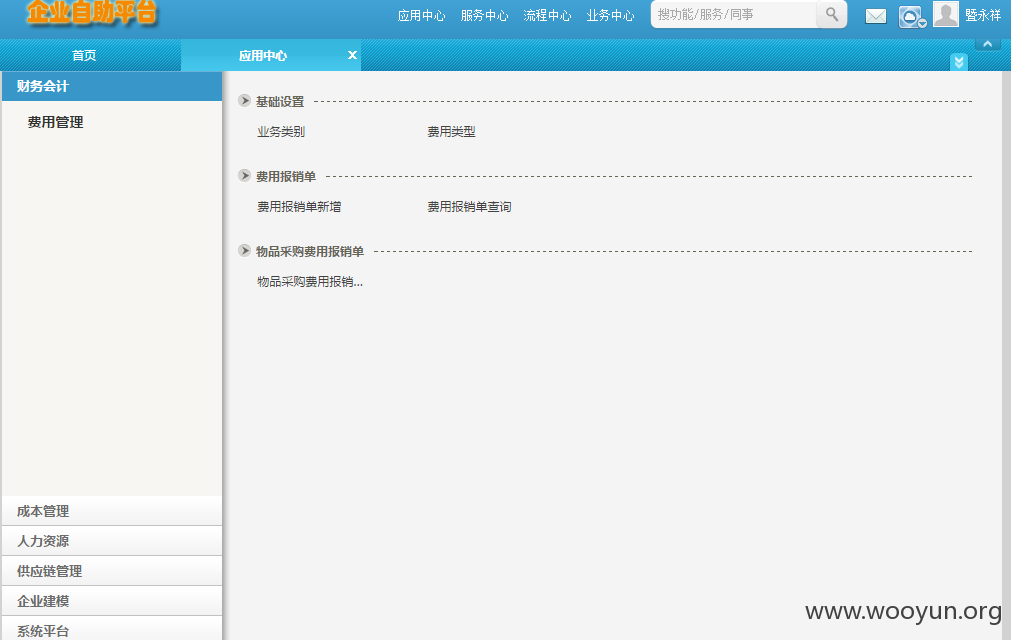 企业自助平台
应用中心 服务中心 流程中心 业务中心 搜功能/服务/同事 暨永祥
首页 应用中心 x
财务会计
费用管理
基础设置
业务类别 费用类型
费用报销单
费用报销单新增 费用报销单查询
物品采购费用报销单
物品采购费用报销...
成本管理
人力资源
供应链管理
企业建模
系统平台
www.wooyun.org